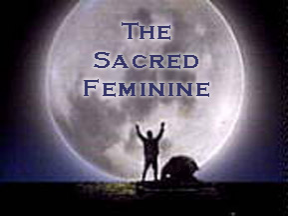 The
Sacred
Feminine